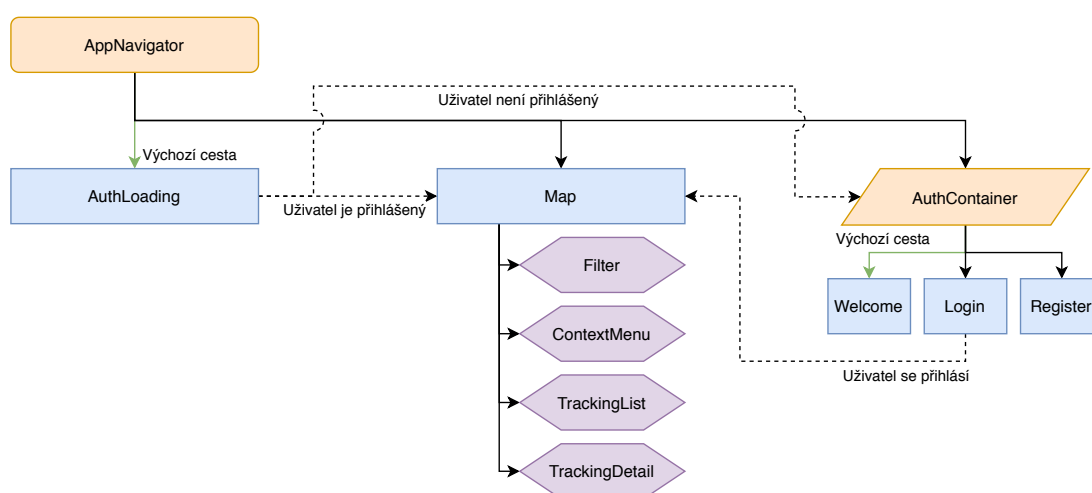 AppNavigator
Uživatel není přihlášený
Výchozí cesta
AuthLoading
Map
AuthContainer
Uživatel je přihlášený
Výchozí cesta
Filter
Welcome
Login
Register
ContextMenu
Uživatel se přihlásí
TrackingList
TrackingDetail